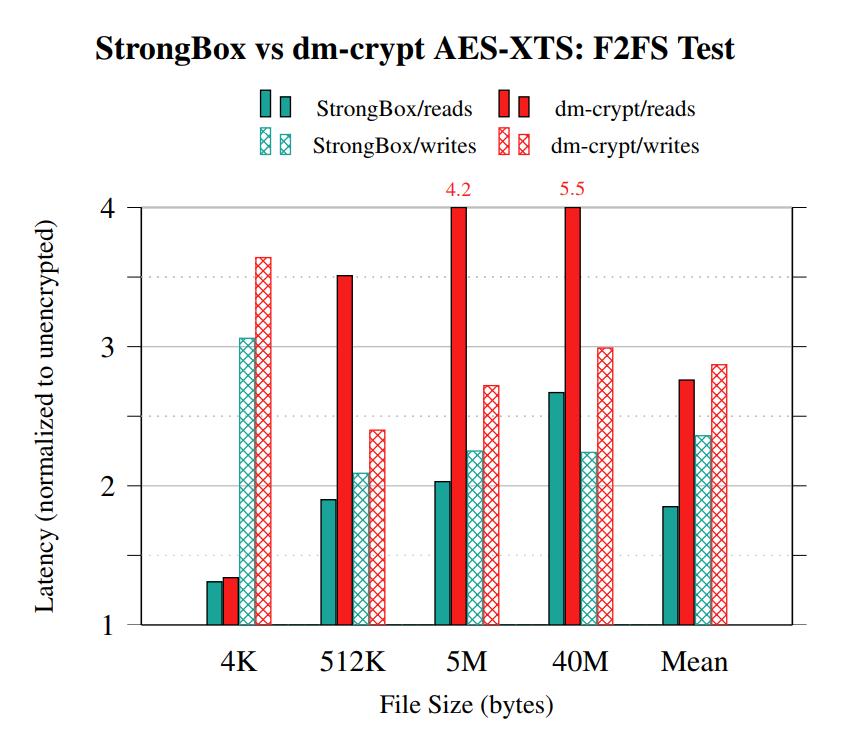 StrongBox vs dm-crypt AES-XTS: F2FS Test
StrongBox/reads dm-crypt/reads
StrongBox/writes dm-crypt/writes
4.2 5.5
4
3
2
1
Latency (normalized to unencrypted)
4K 512K 5M 40M Mean
File Size (bytes)